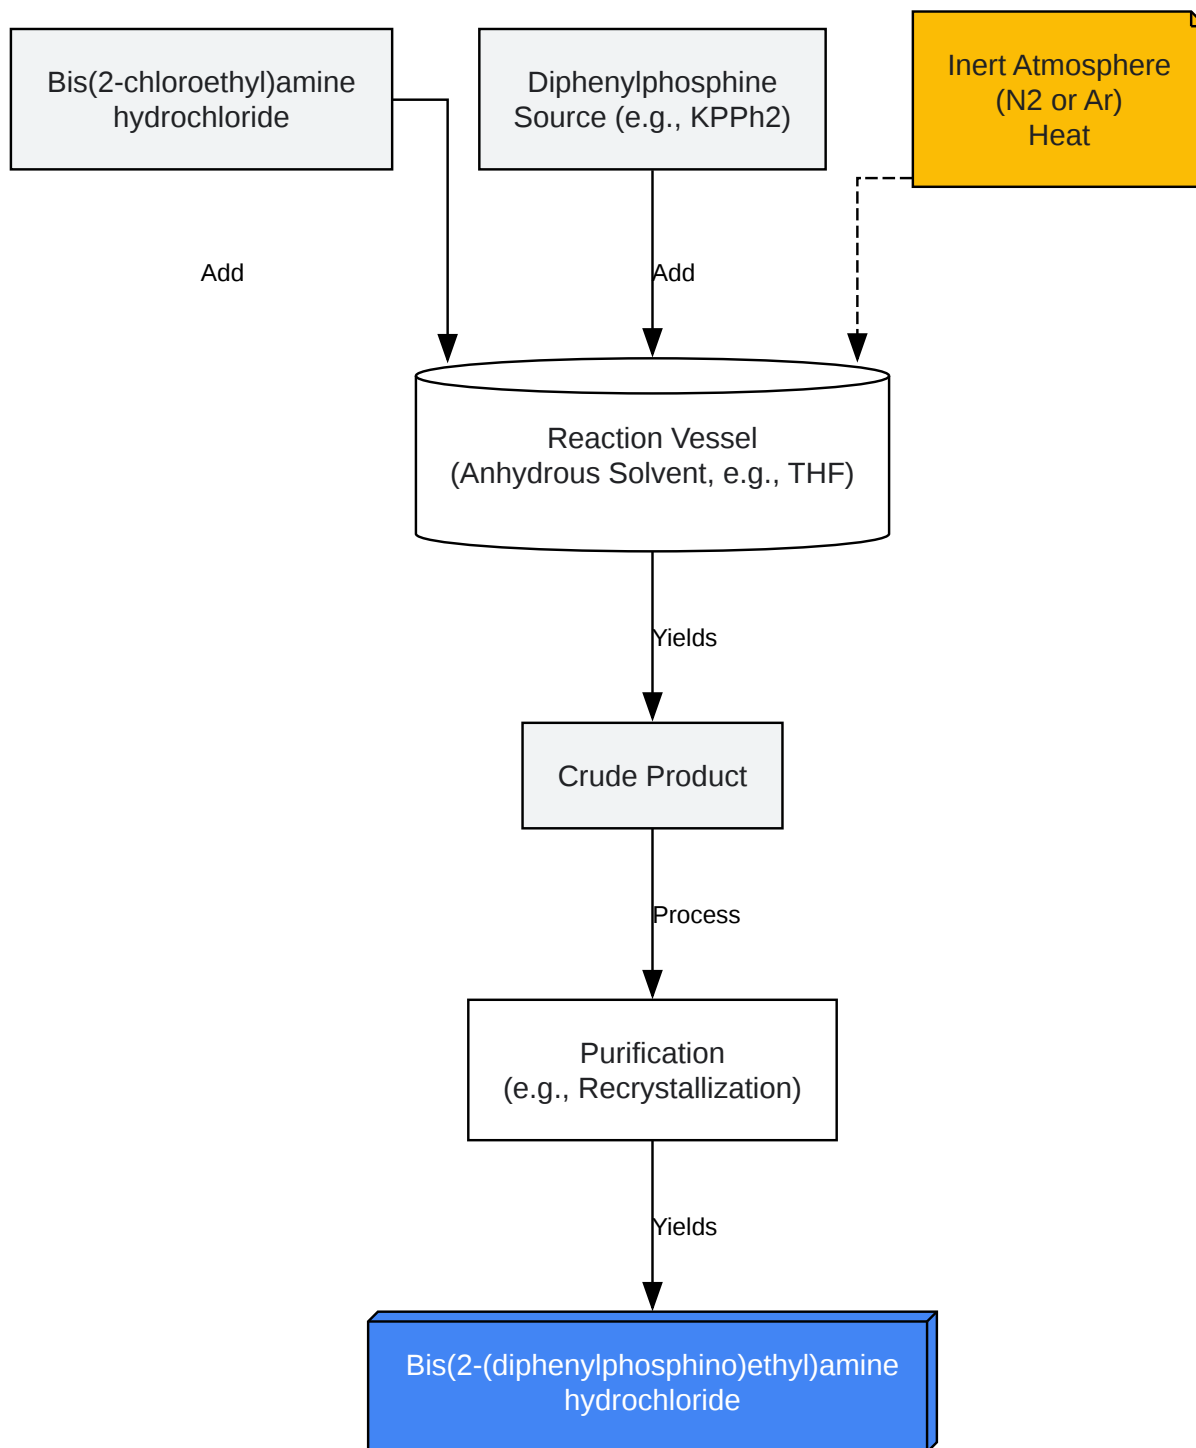 Bis(2-chloroethyl)amine
hydrochloride
Diphenylphosphine
Source (e.g., KPPh2)
Inert Atmosphere
(N2 or Ar)
Heat
Add
Add
Reaction Vessel
(Anhydrous Solvent, e.g., THF)
Yields
Crude Product
Process
Purification
(e.g., Recrystallization)
Yields
Bis(2-(diphenylphosphino)ethyl)amine
hydrochloride